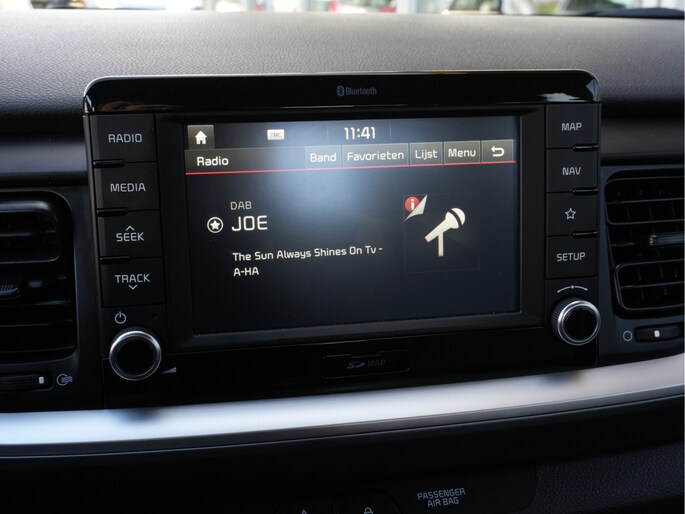 Bluetooth
RADIO
MEDIA
SEEK
TRACK
TMC
11:41
Radio
Band
Favorieten
Lijst
Menu
DAB
JOE
The Sun Always Shines On Tv -
A-HA
i
MAP
NAV
SETUP
SD MAP
PASSENGER
AIR BAG